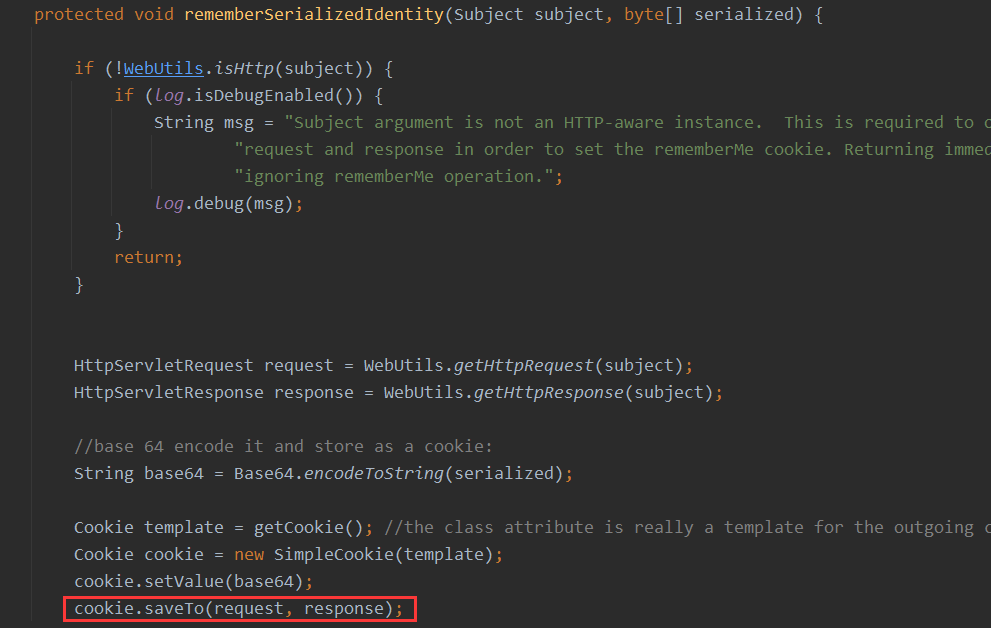 protected void rememberSerializedIdentity(Subject subject, byte[] serialized) {
if (!WebUtils.isHttp(subject)) {
if (log.isDebugEnabled()) {
String msg = "Subject argument is not an HTTP-aware instance.  This is required to
"request and response in order to set the rememberMe cookie. Returning
"ignoring rememberMe operation.";
log.debug(msg);
}
return;
}
HttpServletRequest request = WebUtils.getHttpRequest(subject);
HttpServletResponse response = WebUtils.getHttpResponse(subject);
//base 64 encode it and store as a cookie:
String base64 = Base64.encodeToString(serialized);
Cookie template = getCookie(); //the class attribute is really a template for the outgoing
Cookie cookie = new SimpleCookie(template);
cookie.setValue(base64);
cookie.saveTo(request, response);